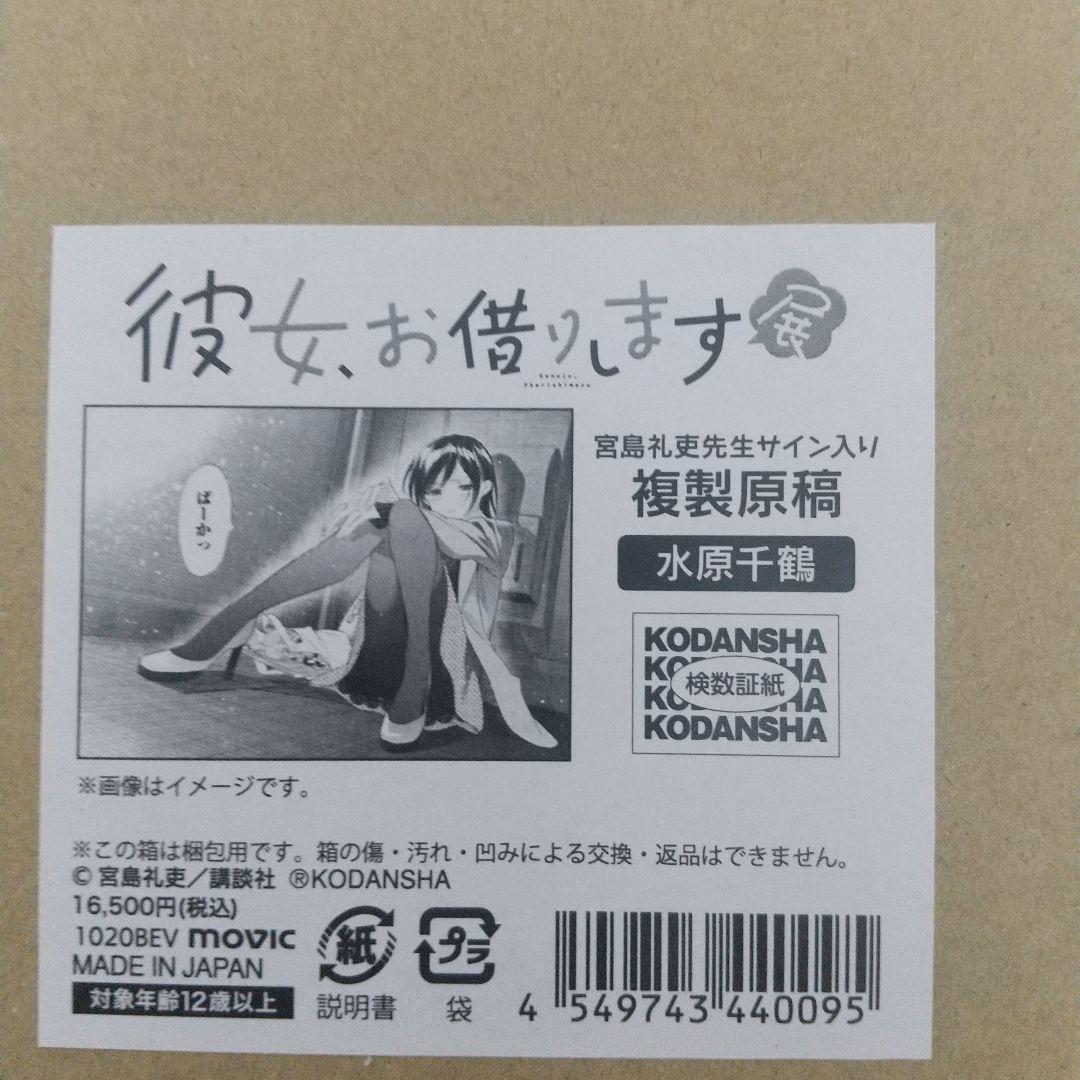 彼女、お借りします展
Kanojo,
Okarishimasu
ばーかっ
宮島礼吏先生サイン入り
複製原稿
水原千鶴
KODANSHA
KODANSHA
検数証紙
KODANSHA
KODANSHA
※画像はイメージです。
※この箱は梱包用です。箱の傷・汚れ・凹みによる交換・返品はできません。
© 宮島礼吏／講談社 ®KODANSHA
16,500円(税込)
1020BEV movic
MADE IN JAPAN
対象年齢12歳以上
紙
説明書
プラ
袋
4 549743 440095